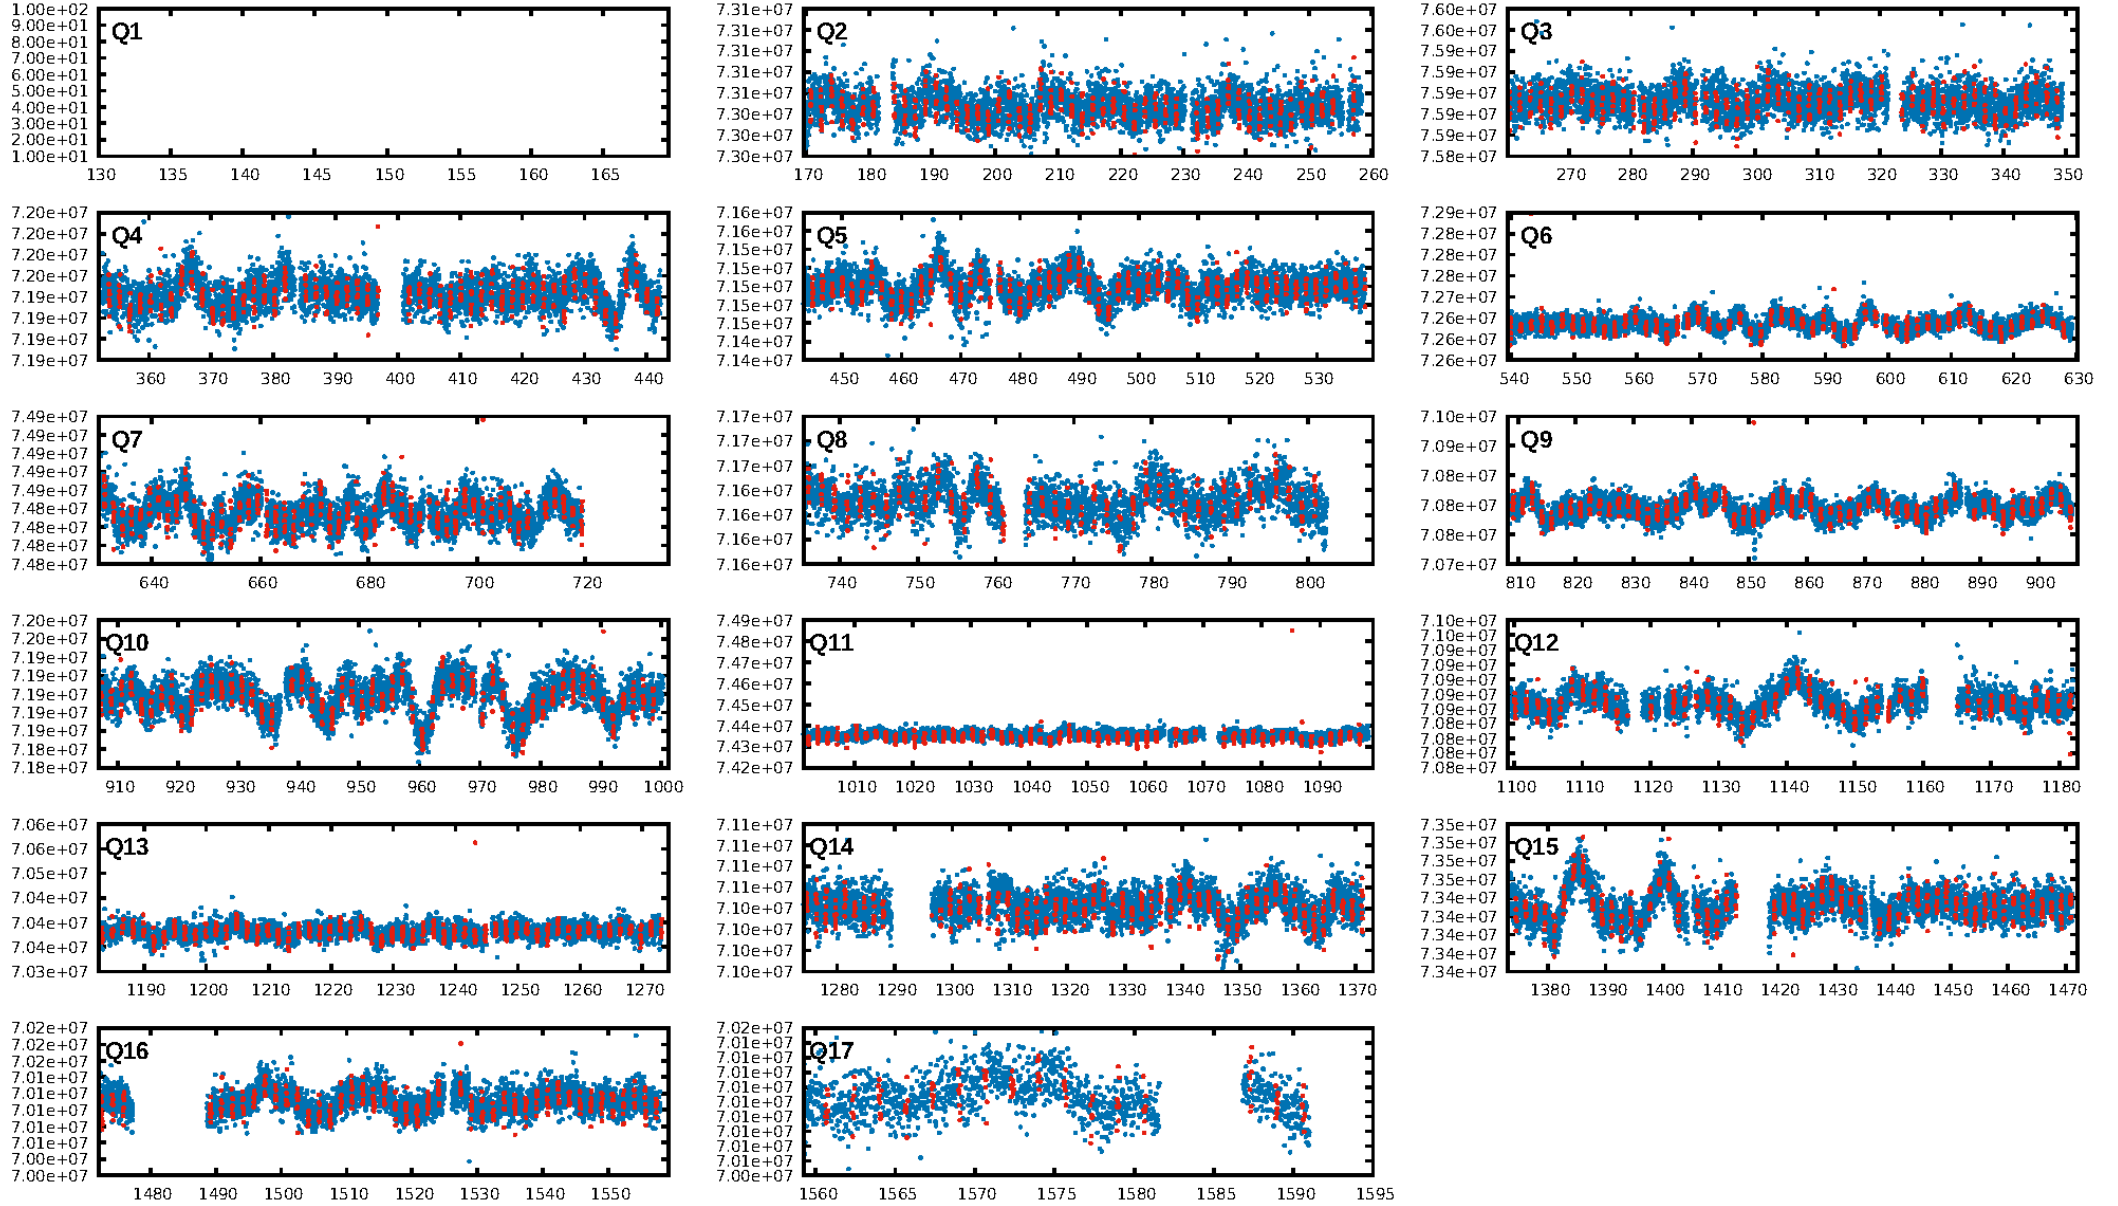 Q1
1.00e+02
9.00e+01
8.00e+01
7.00e+01
6.00e+01
5.00e+01
4.00e+01
3.00e+01
2.00e+01
1.00e+01
130 135 140 145 150 155 160 165
Q2
7.31e+07
7.31e+07
7.31e+07
7.31e+07
7.31e+07
7.30e+07
7.30e+07
7.30e+07
170 180 190 200 210 220 230 240 250 260
Q3
7.60e+07
7.60e+07
7.59e+07
7.59e+07
7.59e+07
7.59e+07
7.59e+07
7.58e+07
270 280 290 300 310 320 330 340 350
Q4
7.20e+07
7.20e+07
7.20e+07
7.20e+07
7.19e+07
7.19e+07
7.19e+07
7.19e+07
360 370 380 390 400 410 420 430 440
Q5
7.16e+07
7.16e+07
7.15e+07
7.15e+07
7.15e+07
7.15e+07
7.15e+07
7.14e+07
7.14e+07
450 460 470 480 490 500 510 520 530
Q6
7.29e+07
7.28e+07
7.28e+07
7.28e+07
7.27e+07
7.26e+07
7.26e+07
7.26e+07
540 550 560 570 580 590 600 610 620 630
Q7
7.49e+07
7.49e+07
7.49e+07
7.49e+07
7.49e+07
7.48e+07
7.48e+07
7.48e+07
7.48e+07
640 660 680 700 720
Q8
7.17e+07
7.17e+07
7.17e+07
7.16e+07
7.16e+07
7.16e+07
7.16e+07
740 750 760 770 780 790 800
Q9
7.10e+07
7.09e+07
7.08e+07
7.08e+07
7.08e+07
7.07e+07
810 820 830 840 850 860 870 880 890 900
Q10
7.20e+07
7.20e+07
7.19e+07
7.19e+07
7.19e+07
7.19e+07
7.19e+07
7.18e+07
7.18e+07
910 920 930 940 950 960 970 980 990 1000
Q11
7.49e+07
7.48e+07
7.47e+07
7.46e+07
7.45e+07
7.44e+07
7.43e+07
7.42e+07
1010 1020 1030 1040 1050 1060 1070 1080 1090
Q12
7.10e+07
7.10e+07
7.09e+07
7.09e+07
7.09e+07
7.09e+07
7.08e+07
7.08e+07
7.08e+07
1100 1110 1120 1130 1140 1150 1160 1170 1180
Q13
7.06e+07
7.06e+07
7.05e+07
7.04e+07
7.04e+07
7.04e+07
7.03e+07
1190 1200 1210 1220 1230 1240 1250 1260 1270
Q14
7.11e+07
7.11e+07
7.11e+07
7.11e+07
7.10e+07
7.10e+07
7.10e+07
7.10e+07
1280 1290 1300 1310 1320 1330 1340 1350 1360 1370
Q15
7.35e+07
7.35e+07
7.35e+07
7.35e+07
7.34e+07
7.34e+07
7.34e+07
7.34e+07
7.34e+07
1380 1390 1400 1410 1420 1430 1440 1450 1460 1470
Q16
7.02e+07
7.02e+07
7.02e+07
7.01e+07
7.01e+07
7.01e+07
7.01e+07
7.01e+07
7.00e+07
7.00e+07
1480 1490 1500 1510 1520 1530 1540 1550
Q17
7.02e+07
7.01e+07
7.01e+07
7.01e+07
7.01e+07
7.01e+07
7.01e+07
7.01e+07
7.01e+07
7.01e+07
7.00e+07
1560 1565 1570 1575 1580 1585 1590 1595